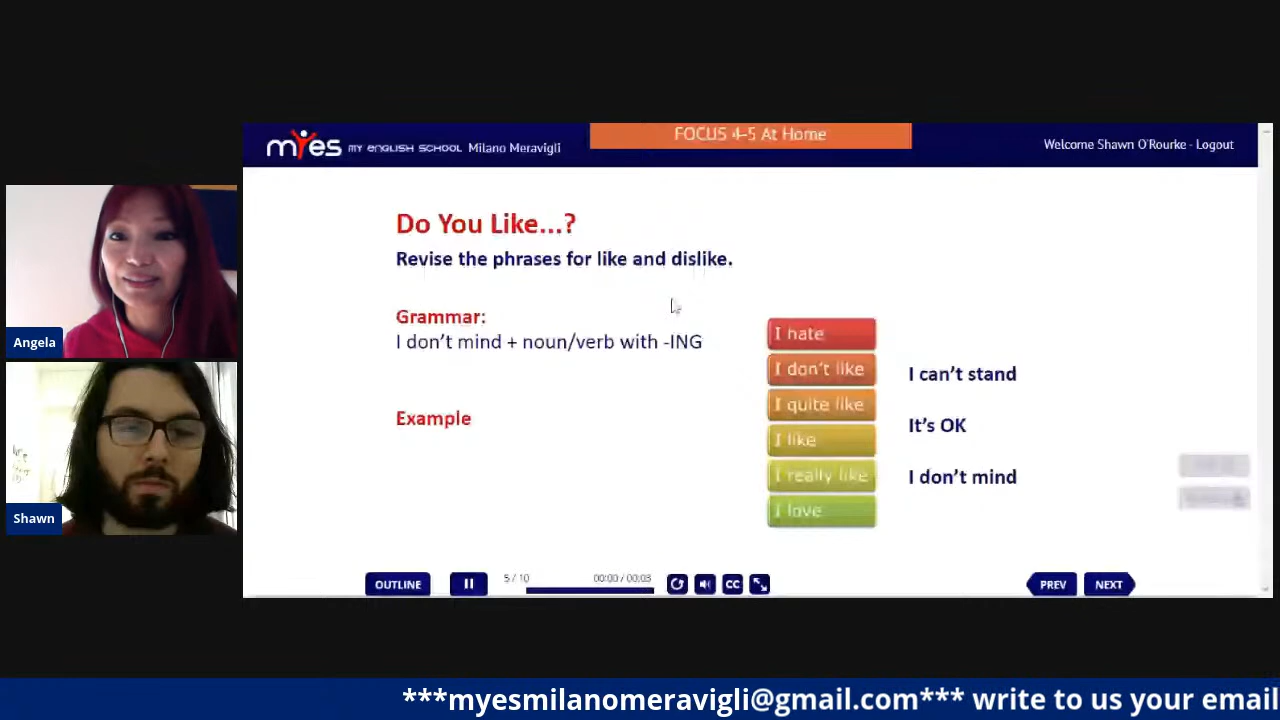 myes MY ENGLISH SCHOOL Milano Meravigli
FOCUS 4-5 At Home
Welcome Shawn O'Rourke - Logout
Do You Like...?
Revise the phrases for like and dislike.
Grammar:
I don't mind + noun/verb with -ING
Example
I hate
I don't like
I quite like
I like
I really like
I love
I can't stand
It's OK
I don't mind
Angela
Shawn
OUTLINE
5 / 10
00:00 / 00:03
CC
PREV
NEXT
***myesmilanomeravigli@gmail.com*** write to us your email